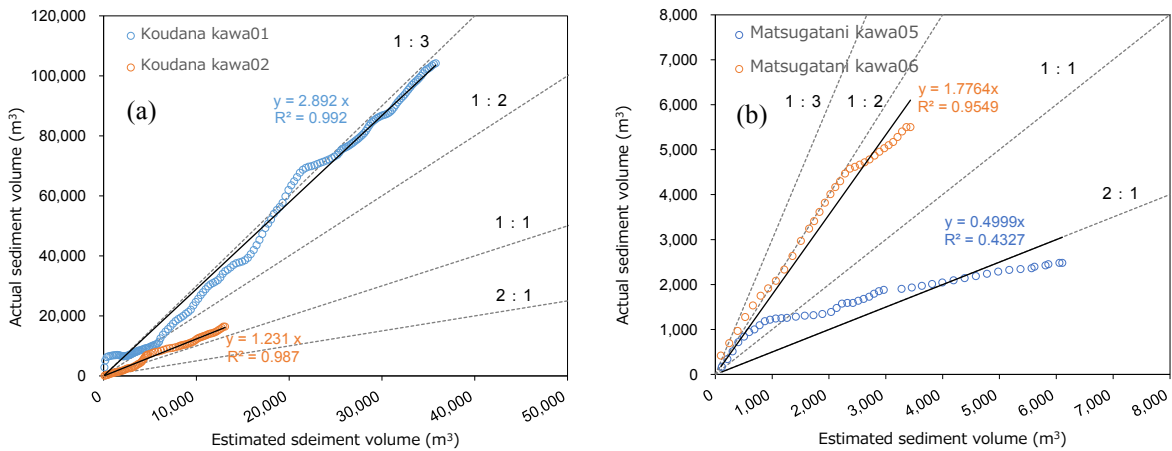 120,000
100,000
80,000
60,000
40,000
20,000
0
Actual sediment volume (m³)
Koudana kawa01
Koudana kawa02
(a)
1 : 3
1 : 2
1 : 1
2 : 1
y = 2.892 x
R² = 0.992
y = 1.231 x
R² = 0.987
0
10,000
20,000
30,000
40,000
50,000
Estimated sdeiment volume (m³)
8,000
7,000
6,000
5,000
4,000
3,000
2,000
1,000
0
Actual sediment volume (m³)
Matsugatani kawa05
Matsugatani kawa06
1 : 3
1 : 2
1 : 1
2 : 1
y = 1.7764x
R² = 0.9549
(b)
y = 0.4999x
R² = 0.4327
0
1,000
2,000
3,000
4,000
5,000
6,000
7,000
8,000
Estimated sediment volume (m³)